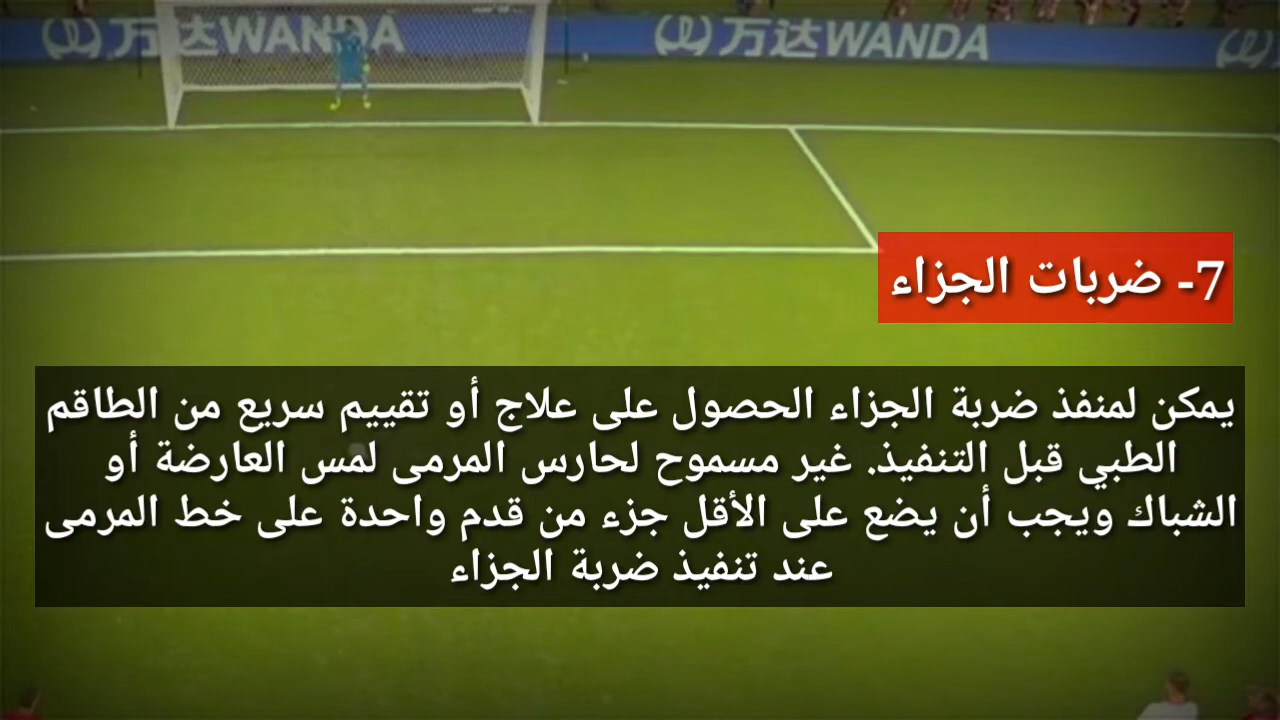 万达WANDA
万达WANDA
7- ضربات الجزاء
يمكن لمنفذ ضربة الجزاء الحصول على علاج أو تقييم سريع من الطاقم
الطبي قبل التنفيذ. غير مسموح لحارس المرمى لمس العارضة أو
الشباك ويجب أن يضع على الأقل جزء من قدم واحدة على خط المرمى
عند تنفيذ ضربة الجزاء